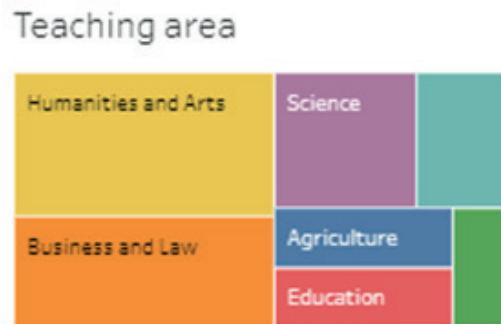 Teaching area
Humanities and Arts
Science
Business and Law
Agriculture
Education